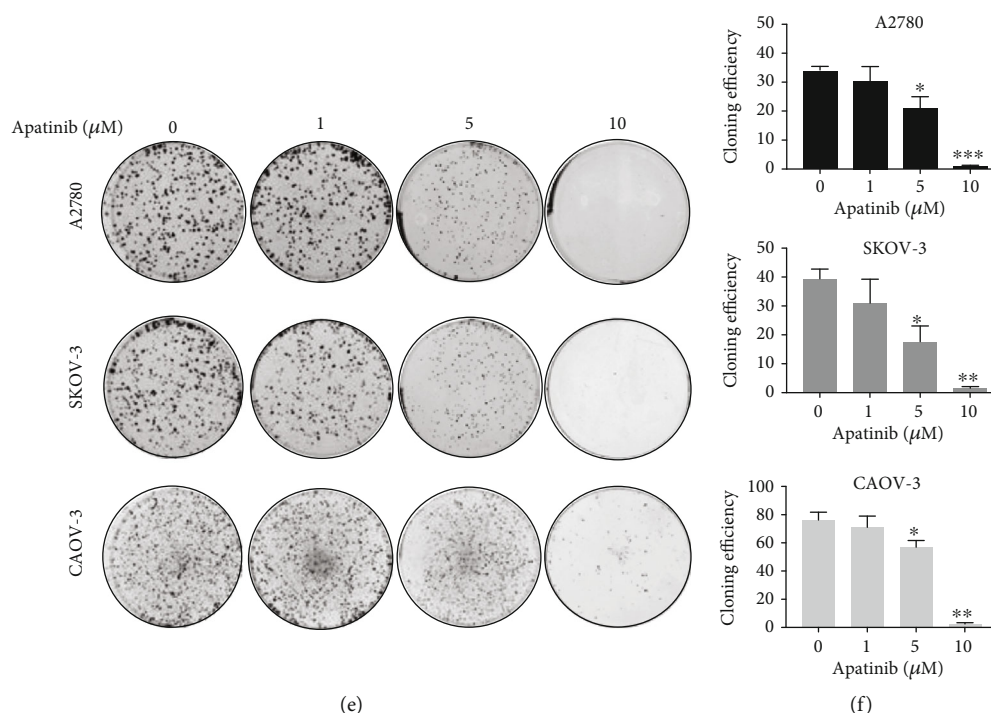 Apatinib (μM)
0
1
5
10
A2780
SKOV-3
CAOV-3
(e)
A2780
Cloning efficiency
50
40
30
20
10
0
*
***
0
1
5
10
Apatinib (μM)
SKOV-3
Cloning efficiency
50
40
30
20
10
0
*
**
0
1
5
10
Apatinib (μM)
CAOV-3
Cloning efficiency
100
80
60
40
20
0
*
**
0
1
5
10
Apatinib (μM)
(f)